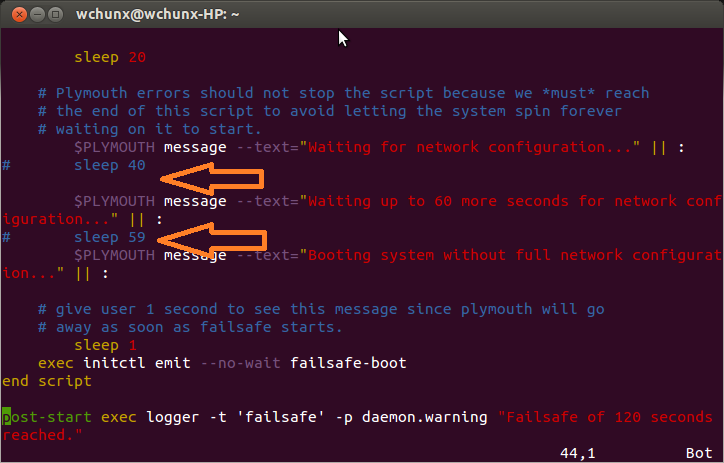 wchunx@wchunx-HP: ~
sleep 20
# Plymouth errors should not stop the script because we *must* reach
# the end of this script to avoid letting the system spin forever
# waiting on it to start.
$PLYMOUTH message --text="Waiting for network configuration..." || :
#       sleep 40
$PLYMOUTH message --text="Waiting up to 60 more seconds for network conf
iguration..." || :
#       sleep 59
$PLYMOUTH message --text="Booting system without full network configurat
ion..." || :
# give user 1 second to see this message since plymouth will go
# away as soon as failsafe starts.
sleep 1
exec initctl emit --no-wait failsafe-boot
end script
post-start exec logger -t 'failsafe' -p daemon.warning "Failsafe of 120 seconds
reached."
44,1          Bot